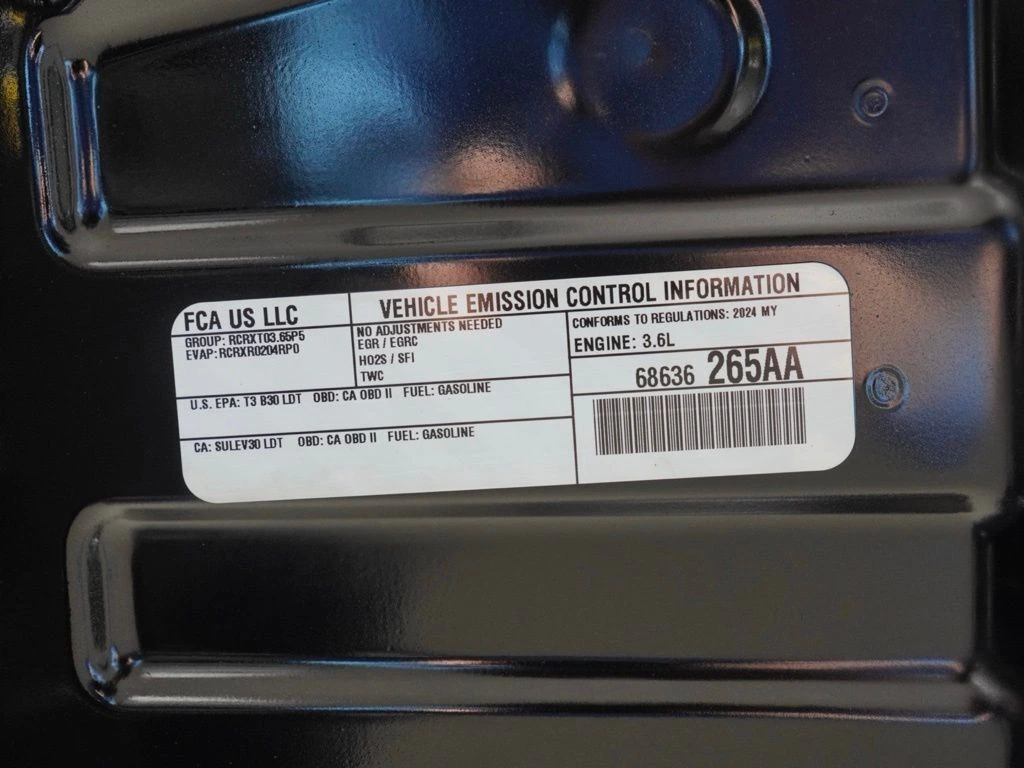 FCA US LLC
GROUP: RCRXT03.65P5
EVAP: RCRXR0204RP0
VEHICLE EMISSION CONTROL INFORMATION
NO ADJUSTMENTS NEEDED
EGR / EGRC
HO2S / SFI
TWC
CONFORMS TO REGULATIONS: 2024 MY
ENGINE: 3.6L
68636 265AA
U.S. EPA: T3 B30 LDT OBD: CA OBD II FUEL: GASOLINE
CA: SULEV30 LDT OBD: CA OBD II FUEL: GASOLINE